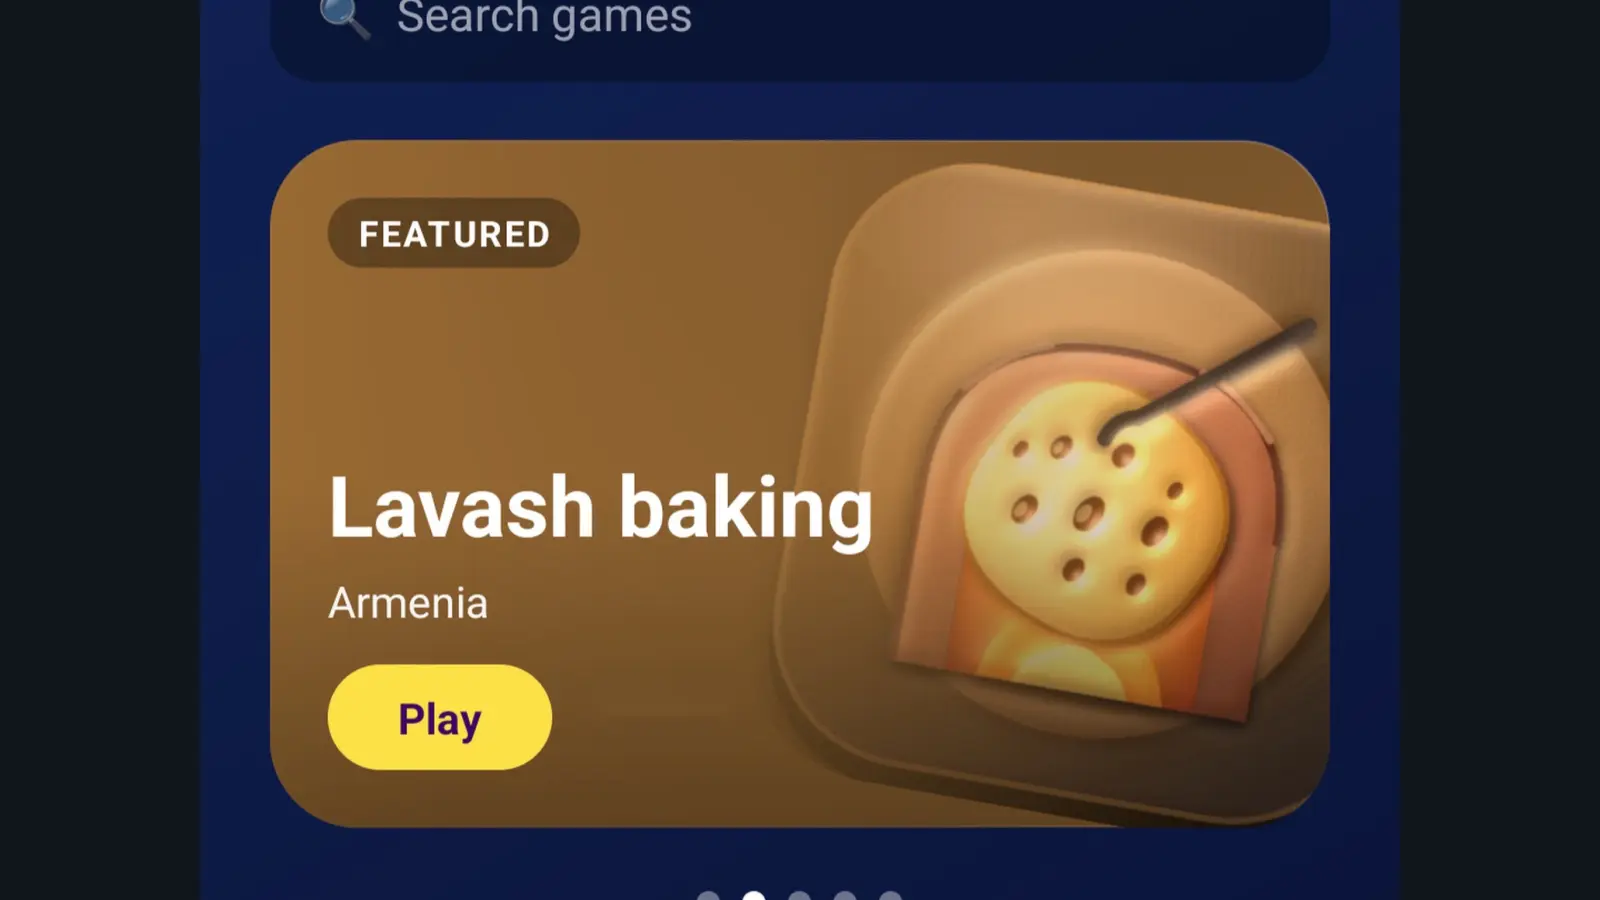 Search games
FEATURED
Lavash baking
Armenia
Play